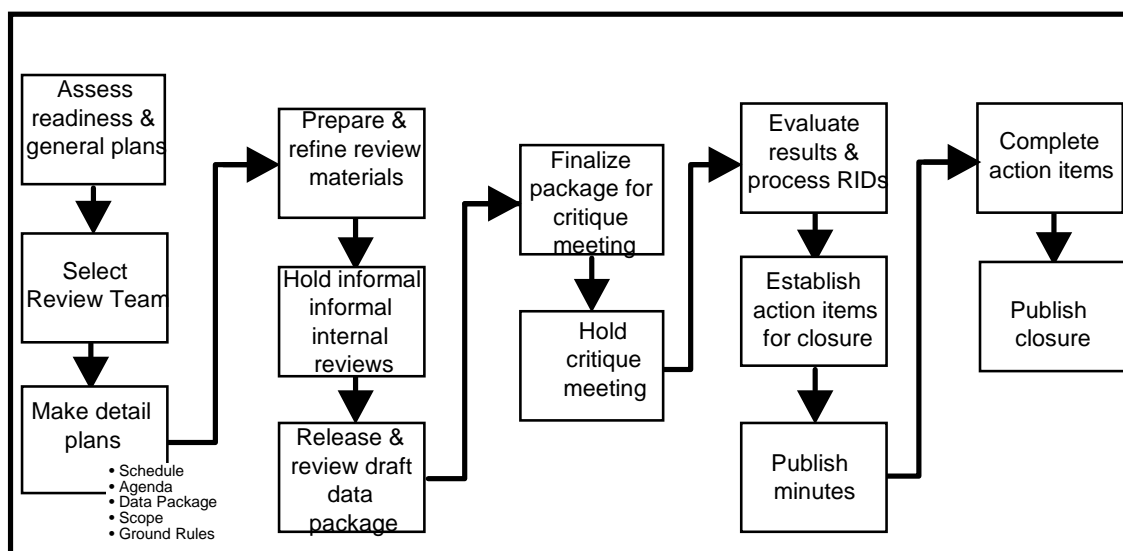 Assess
readiness &
general plans
Select
Review Team
Make detail
plans
• Schedule
• Agenda
• Data Package
• Scope
• Ground Rules
Prepare &
refine review
materials
Hold informal
informal
internal
reviews
Release &
review draft
data
package
Finalize
package for
critique
meeting
Hold
critique
meeting
Evaluate
results &
process RIDs
Establish
action items
for closure
Publish
minutes
Complete
action items
Publish
closure